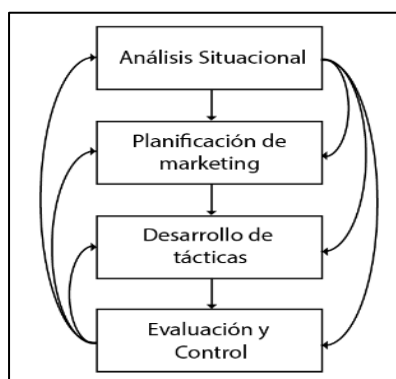 Análisis Situacional
Planificación de
marketing
Desarrollo de
tácticas
Evaluación y
Control